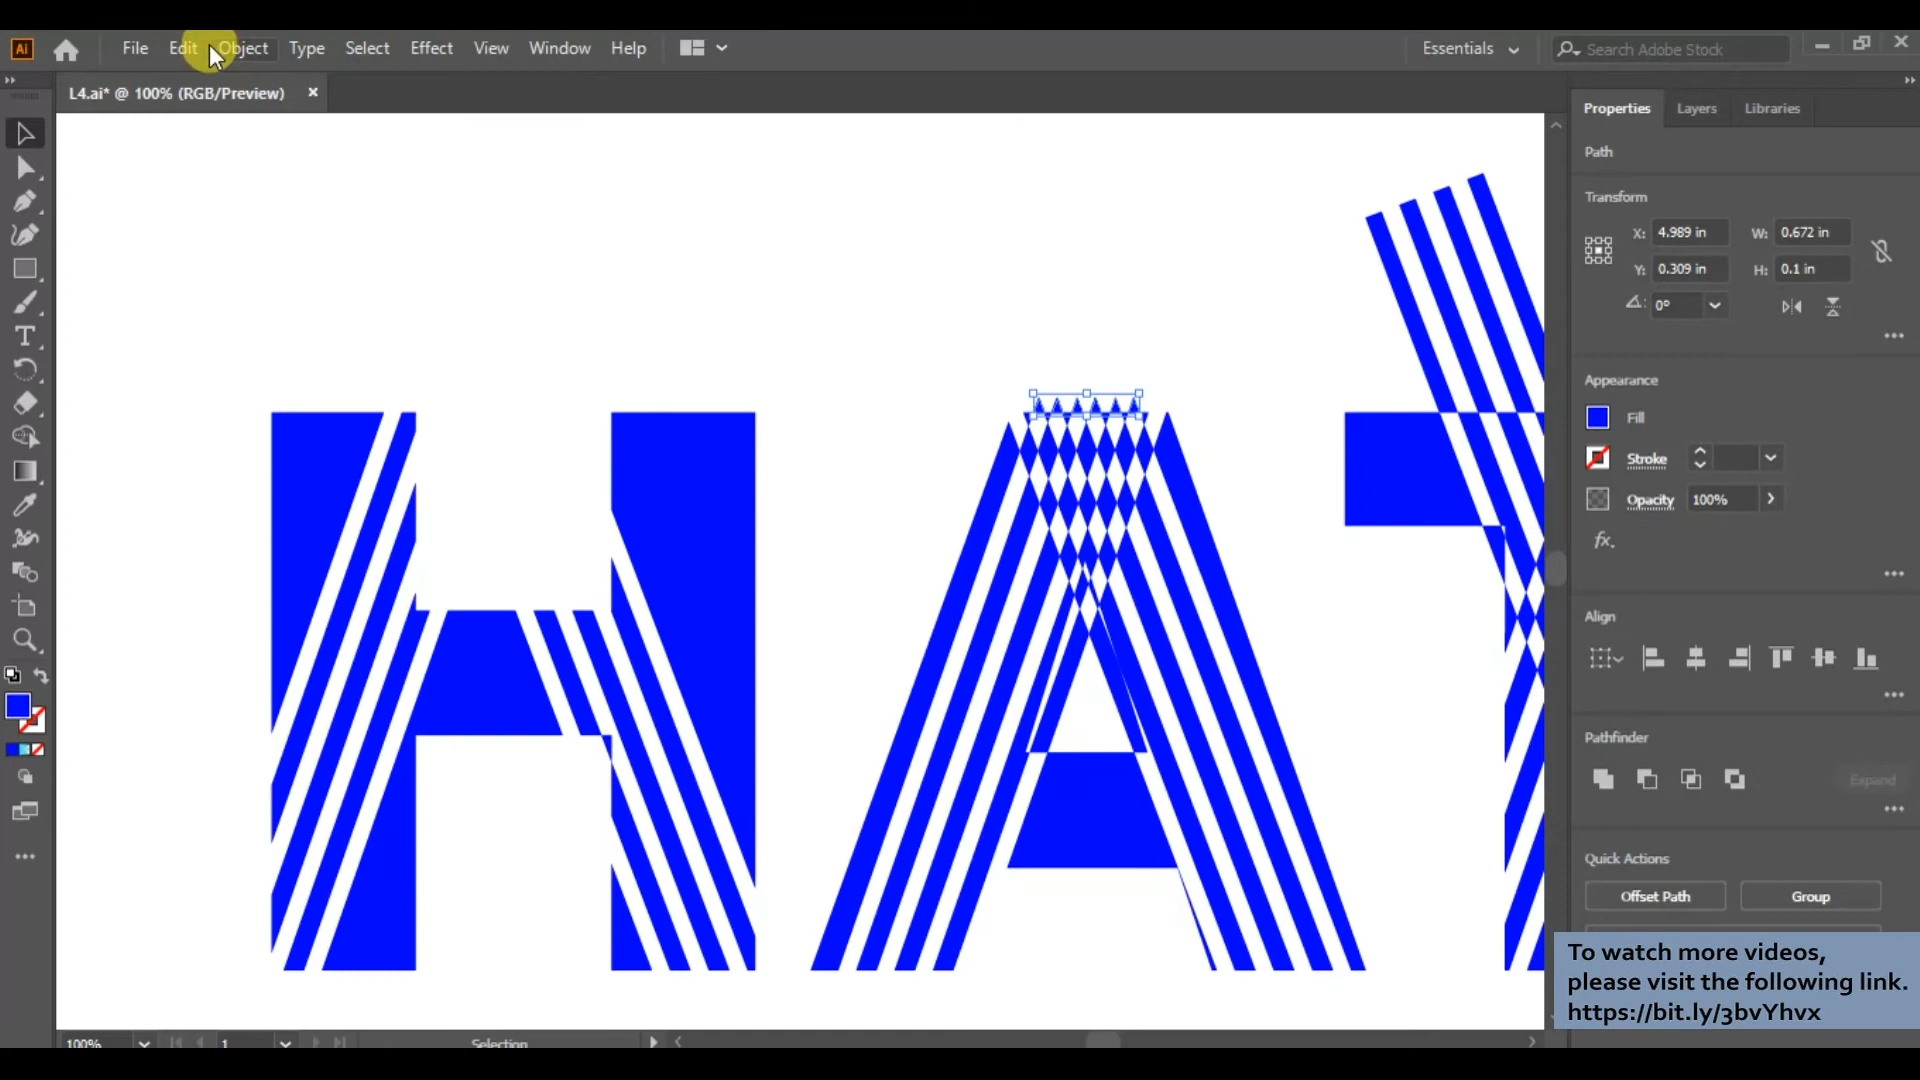 Ai File Edit Object Type Select Effect View Window Help Essentials Search Adobe Stock
L4.ai* @ 100% (RGB/Preview) ×
Properties Layers Libraries
Path
Transform
X: 4.989 in W: 0.672 in
Y: 0.309 in H: 0.1 in
0°
Appearance
Fill
Stroke
Opacity 100%
fx.
Align
Pathfinder
Expand
Quick Actions
Offset Path Group
HAT
To watch more videos,
please visit the following link.
https://bit.ly/3bvYhvx
100% 1 Selection